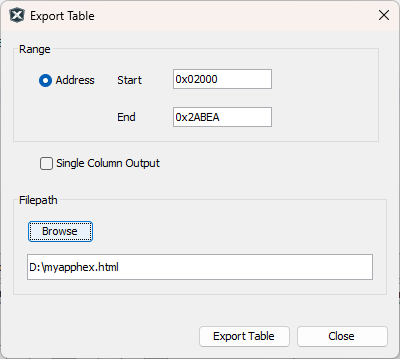 Export Table
Range
Address Start 0x02000
End 0x2ABEA
Single Column Output
Filepath
Browse
D:\myapphex.html
Export Table Close